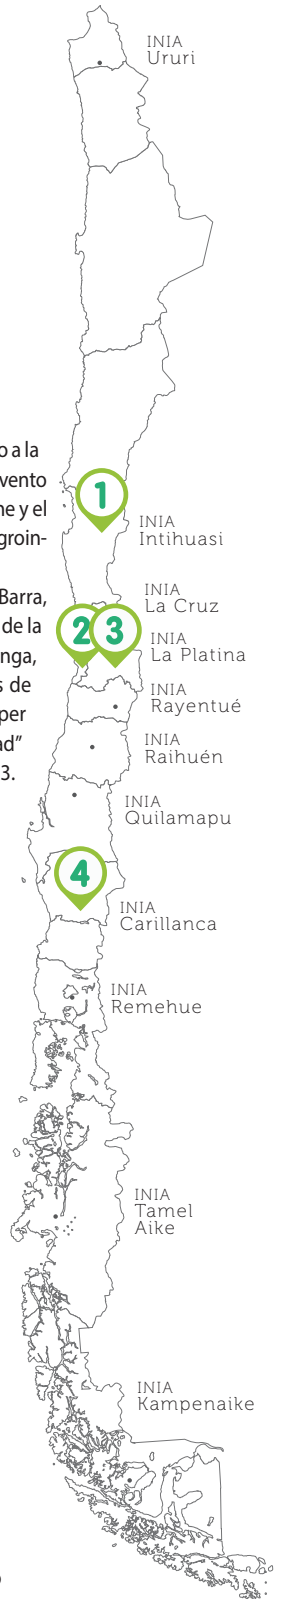 INIA
Ururi
o a la
vento
1
ne y el
INIA
Intihuasi
groin-
INIA
La Cruz
Barra,
2 3
de la
INIA
La Platina
nga,
s de
INIA
Rayentué
per
INIA
Raihuén
ad"
3.
INIA
Quilamapu
4
INIA
Carillanca
INIA
Remehue
INIA
Tamel
Aike
INIA
Kampenaike